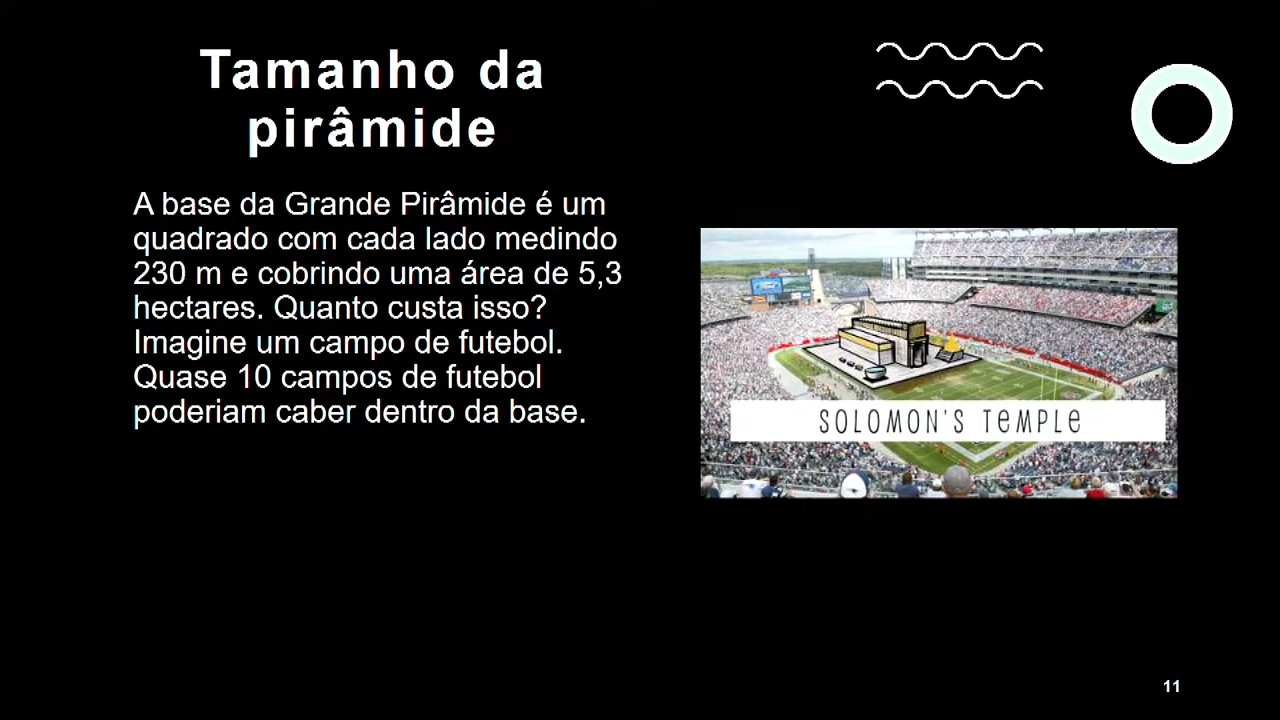 Tamanho da
pirâmide
A base da Grande Pirâmide é um
quadrado com cada lado medindo
230 m e cobrindo uma área de 5,3
hectares. Quanto custa isso?
Imagine um campo de futebol.
Quase 10 campos de futebol
poderiam caber dentro da base.
SOLOMON'S TEMPLE
11